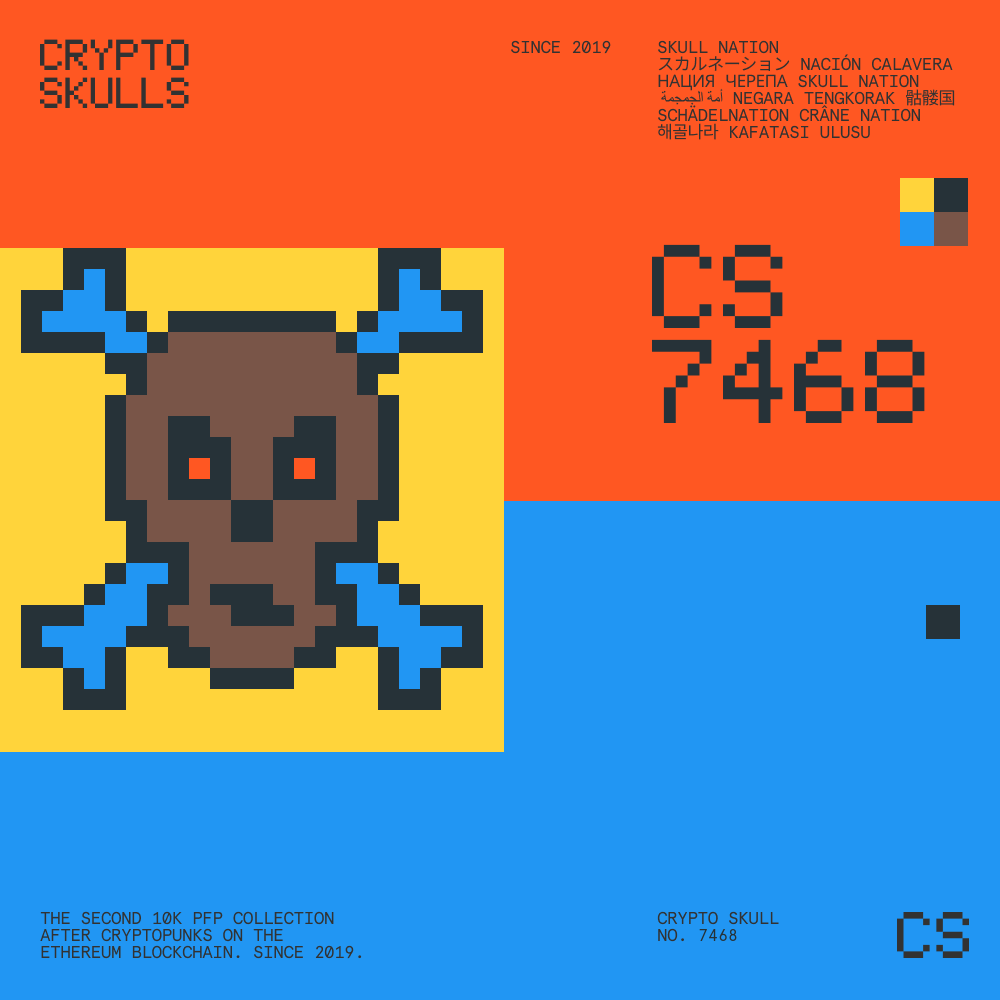 CRYPTO
SKULLS
SINCE 2019
SKULL NATION
スカルネーション NACIÓN CALAVERA
НАЦИЯ ЧЕРЕПА SKULL NATION
أمة الجمجمة NEGARA TENGKORAK 骷髅国
SCHÄDELNATION CRÂNE NATION
해골나라 KAFATASI ULUSU
CS
7468
THE SECOND 10K PFP COLLECTION
AFTER CRYPTOPUNKS ON THE
ETHEREUM BLOCKCHAIN. SINCE 2019.
CRYPTO SKULL
NO. 7468
CS